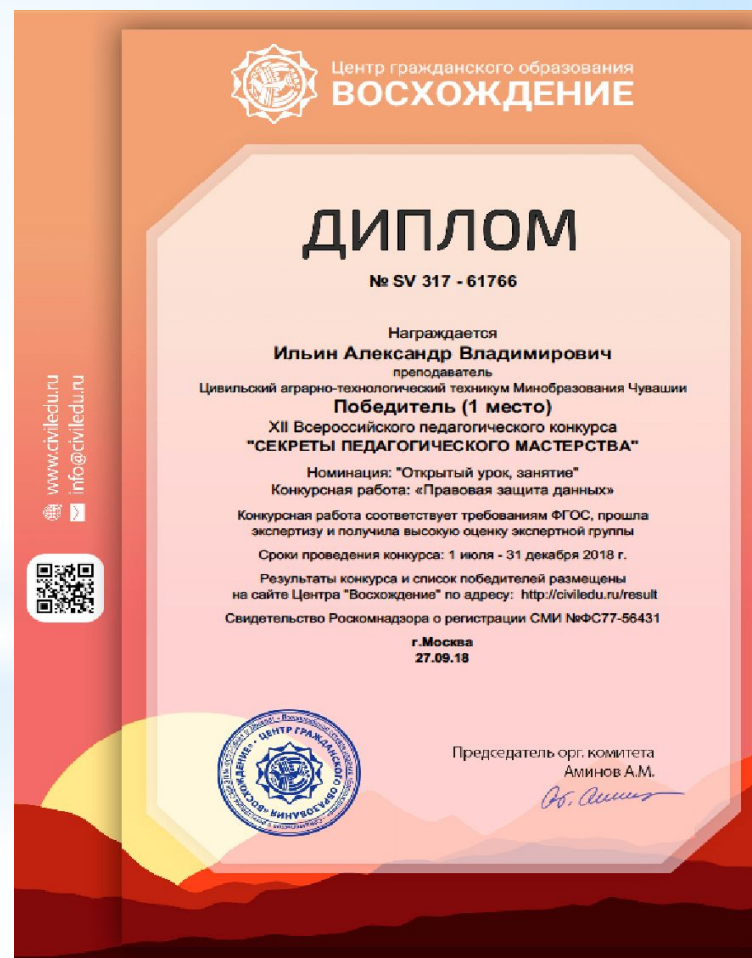 Центр гражданского образования
ВОСХОЖДЕНИЕ
ДИПЛОМ
№ SV 317 - 61766
Награждается
Ильин Александр Владимирович
преподаватель
Цивильский аграрно-технологический техникум Минобразования Чувашии
Победитель (1 место)
XII Всероссийского педагогического конкурса
"СЕКРЕТЫ ПЕДАГОГИЧЕСКОГО МАСТЕРСТВА"
Номинация: "Открытый урок, занятие"
Конкурсная работа: «Правовая защита данных»
Конкурсная работа соответствует требованиям ФГОС, прошла
экспертизу и получила высокую оценку экспертной группы
Сроки проведения конкурса: 1 июля - 31 декабря 2018 г.
Результаты конкурса и список победителей размещены
на сайте Центра "Восхождение" по адресу: http://civiledu.ru/result
Свидетельство Роскомнадзора о регистрации СМИ №ФС77-56431
г.Москва
27.09.18
Председатель орг. комитета
Аминов А.М.
www.civiledu.ru
info@civiledu.ru
ЦЕНТР ГРАЖДАНСКОГО ОБРАЗОВАНИЯ «ВОСХОЖДЕНИЕ»